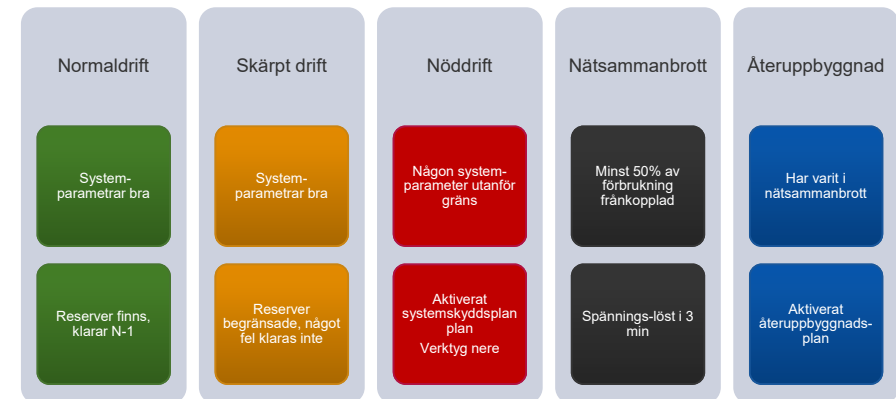 Normaldrift
System-
parametrar bra
Reserver finns,
klarar N-1
Skärpt drift
System-
parametrar bra
Reserver
begränsade, något
fel klaras inte
Nöddrift
Någon system-
parameter utanför
gräns
Aktiverat
systemskyddsplan
plan
Verktyg nere
Nätsammanbrott
Minst 50% av
förbrukning
frånkopplad
Spännings-löst i 3
min
Återuppbyggnad
Har varit i
nätsammanbrott
Aktiverat
återuppbyggnads-
plan